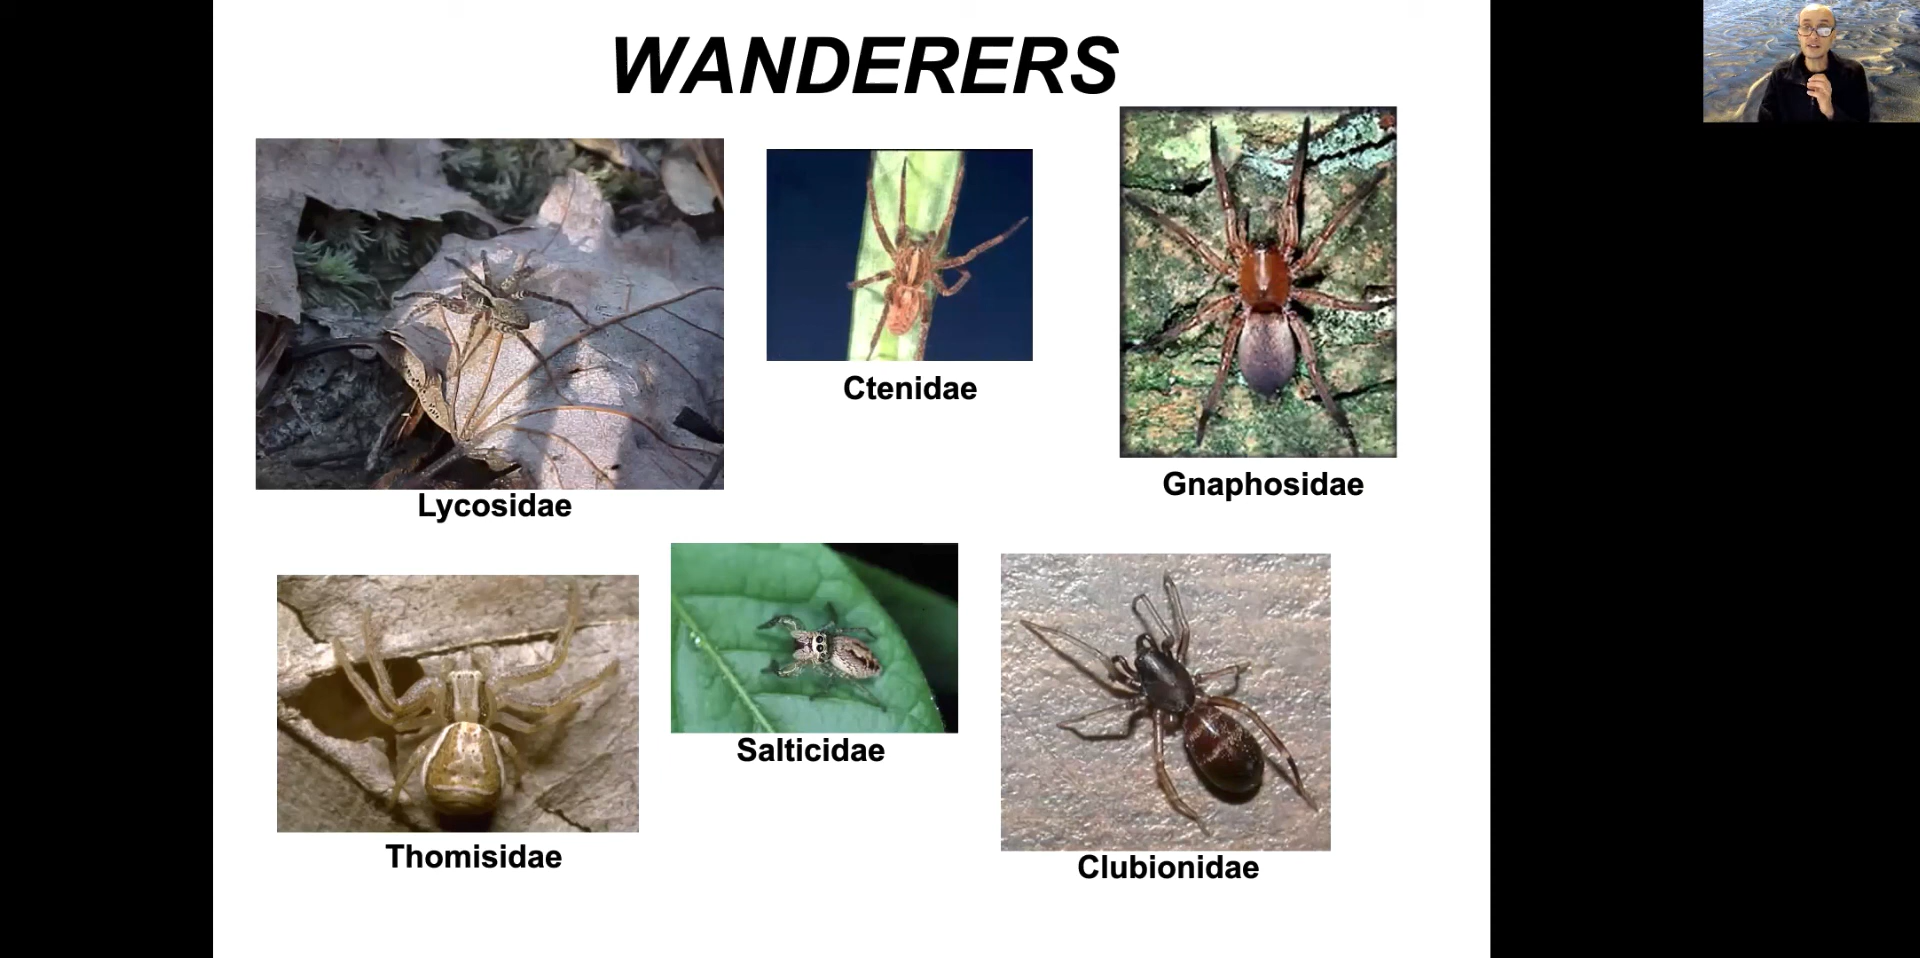 WANDERERS
Lycosidae
Ctenidae
Gnaphosidae
Thomisidae
Salticidae
Clubionidae